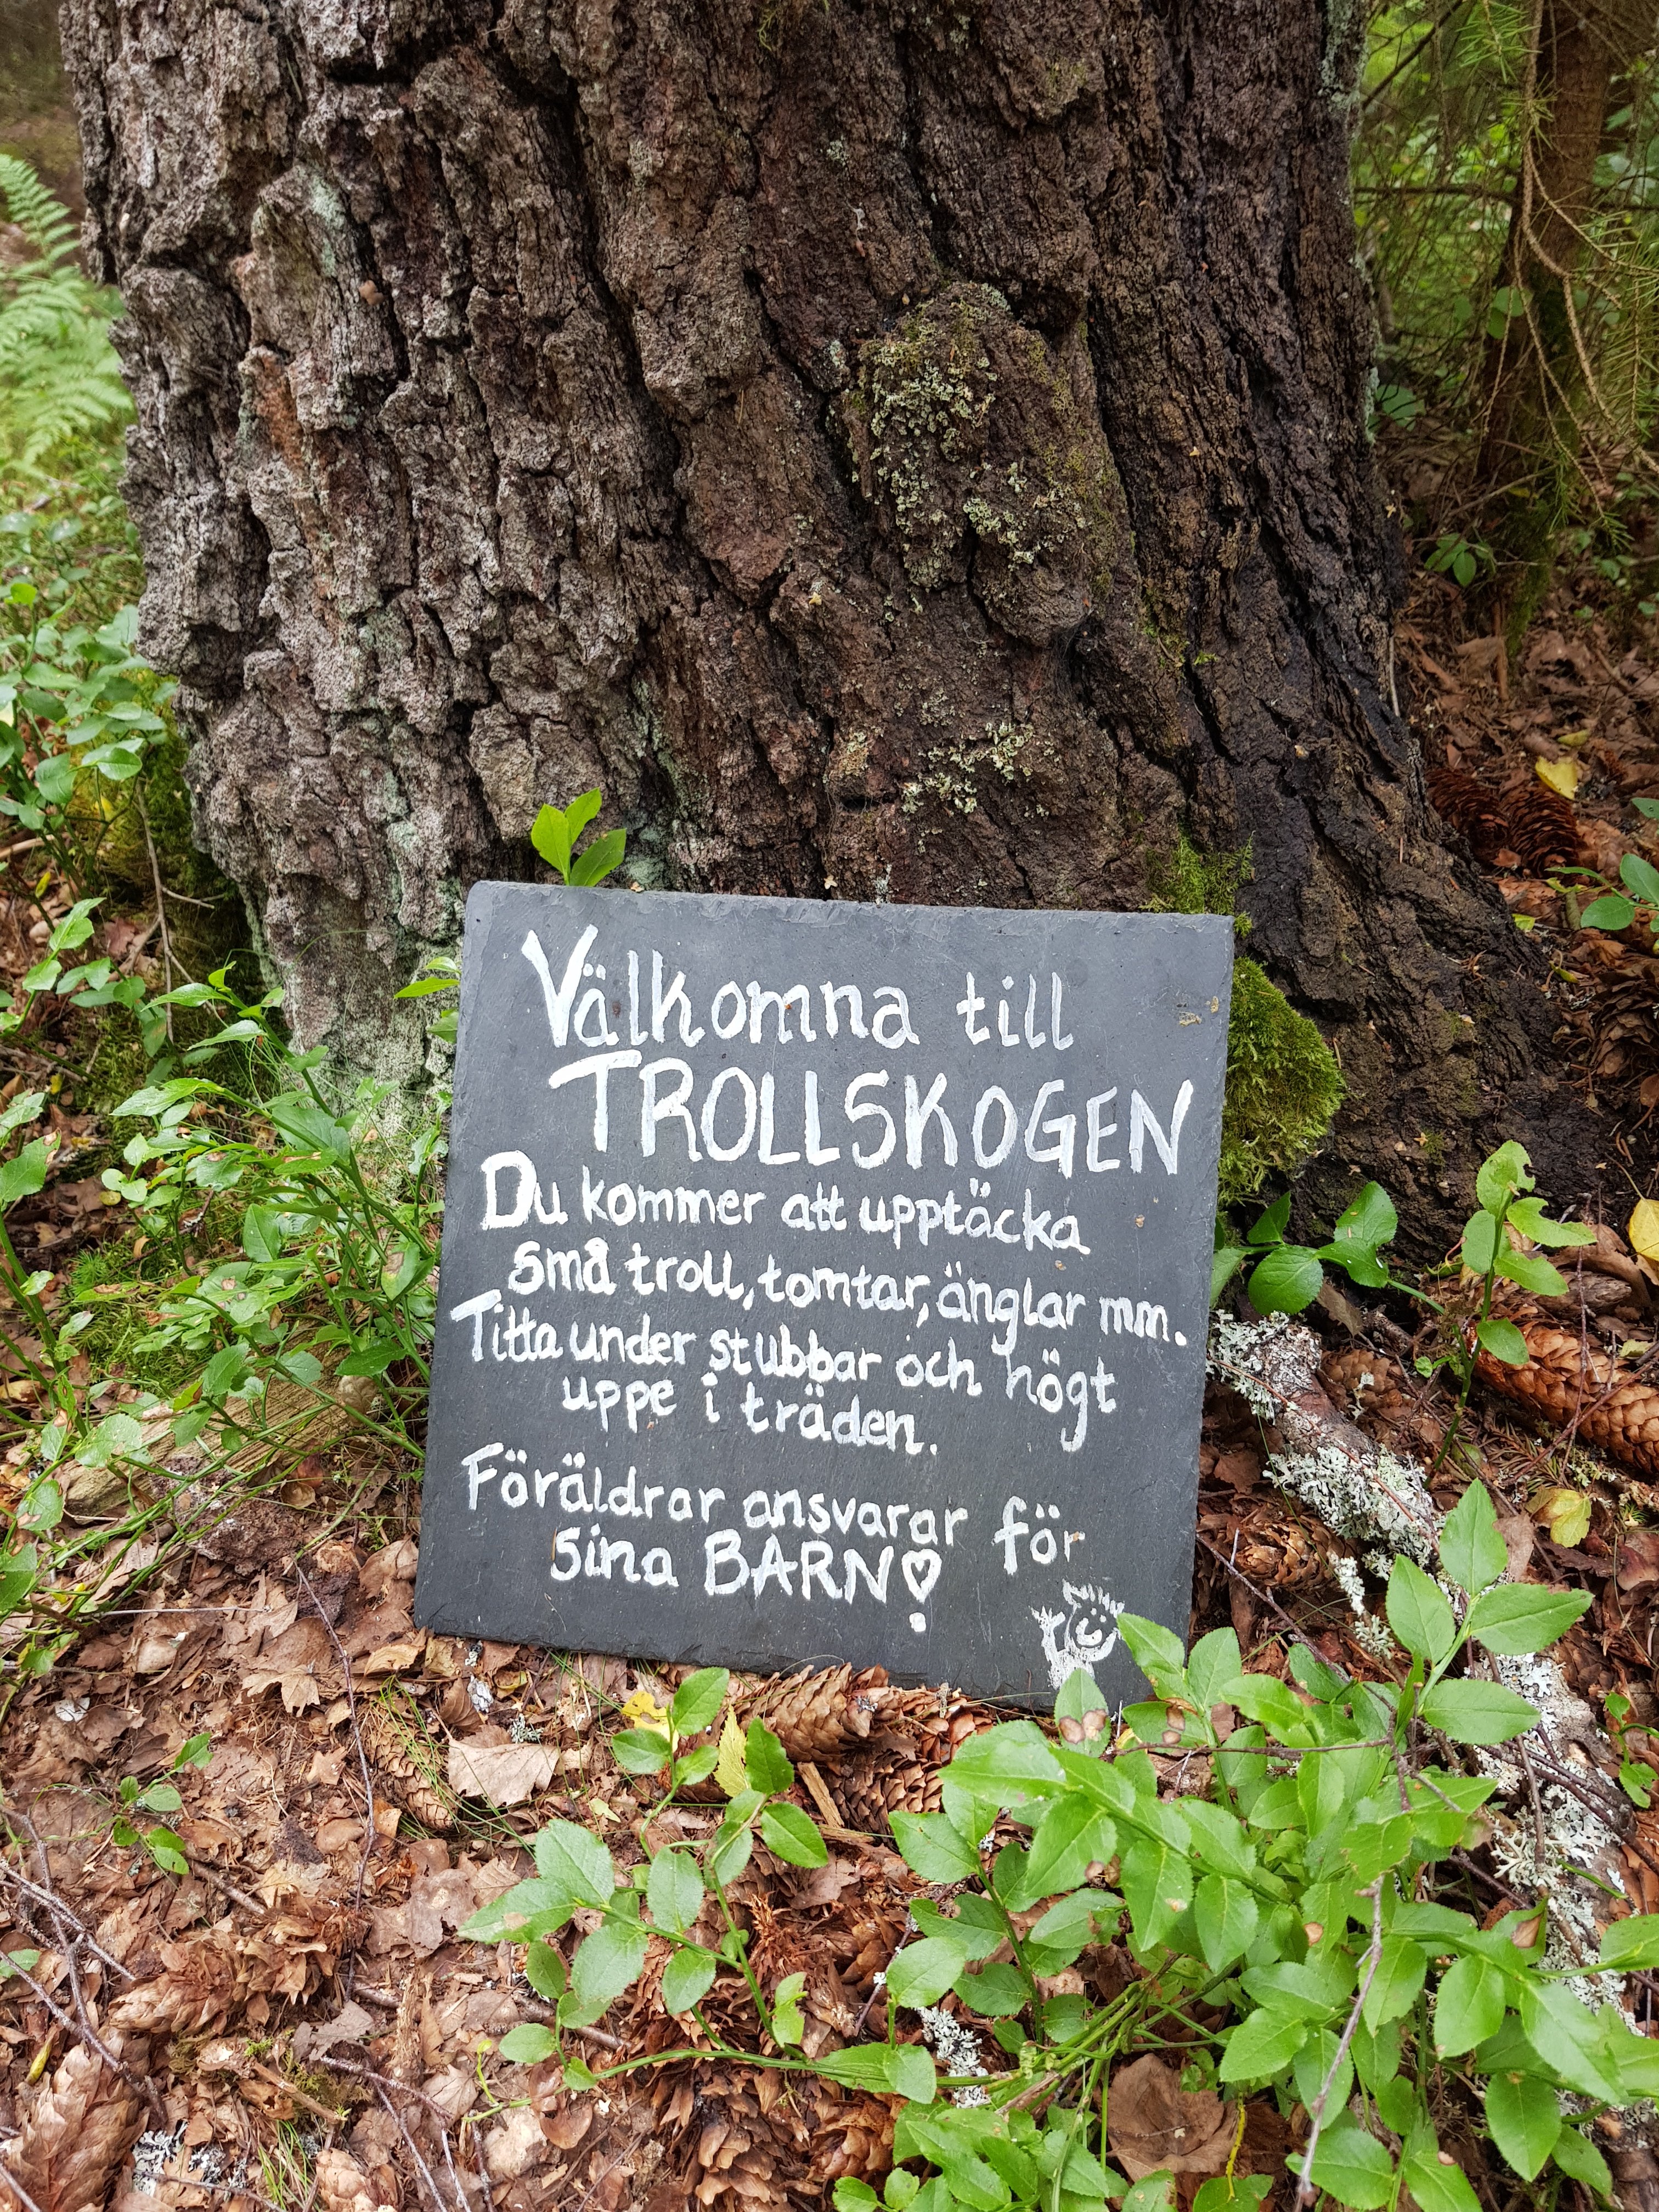 Välkomna till
TROLLSKOGEN
Du kommer att upptäcka
små troll, tomtar, änglar mm.
Titta under stubbar och högt
uppe i träden.
Föräldrar ansvarar för
sina BARN♡